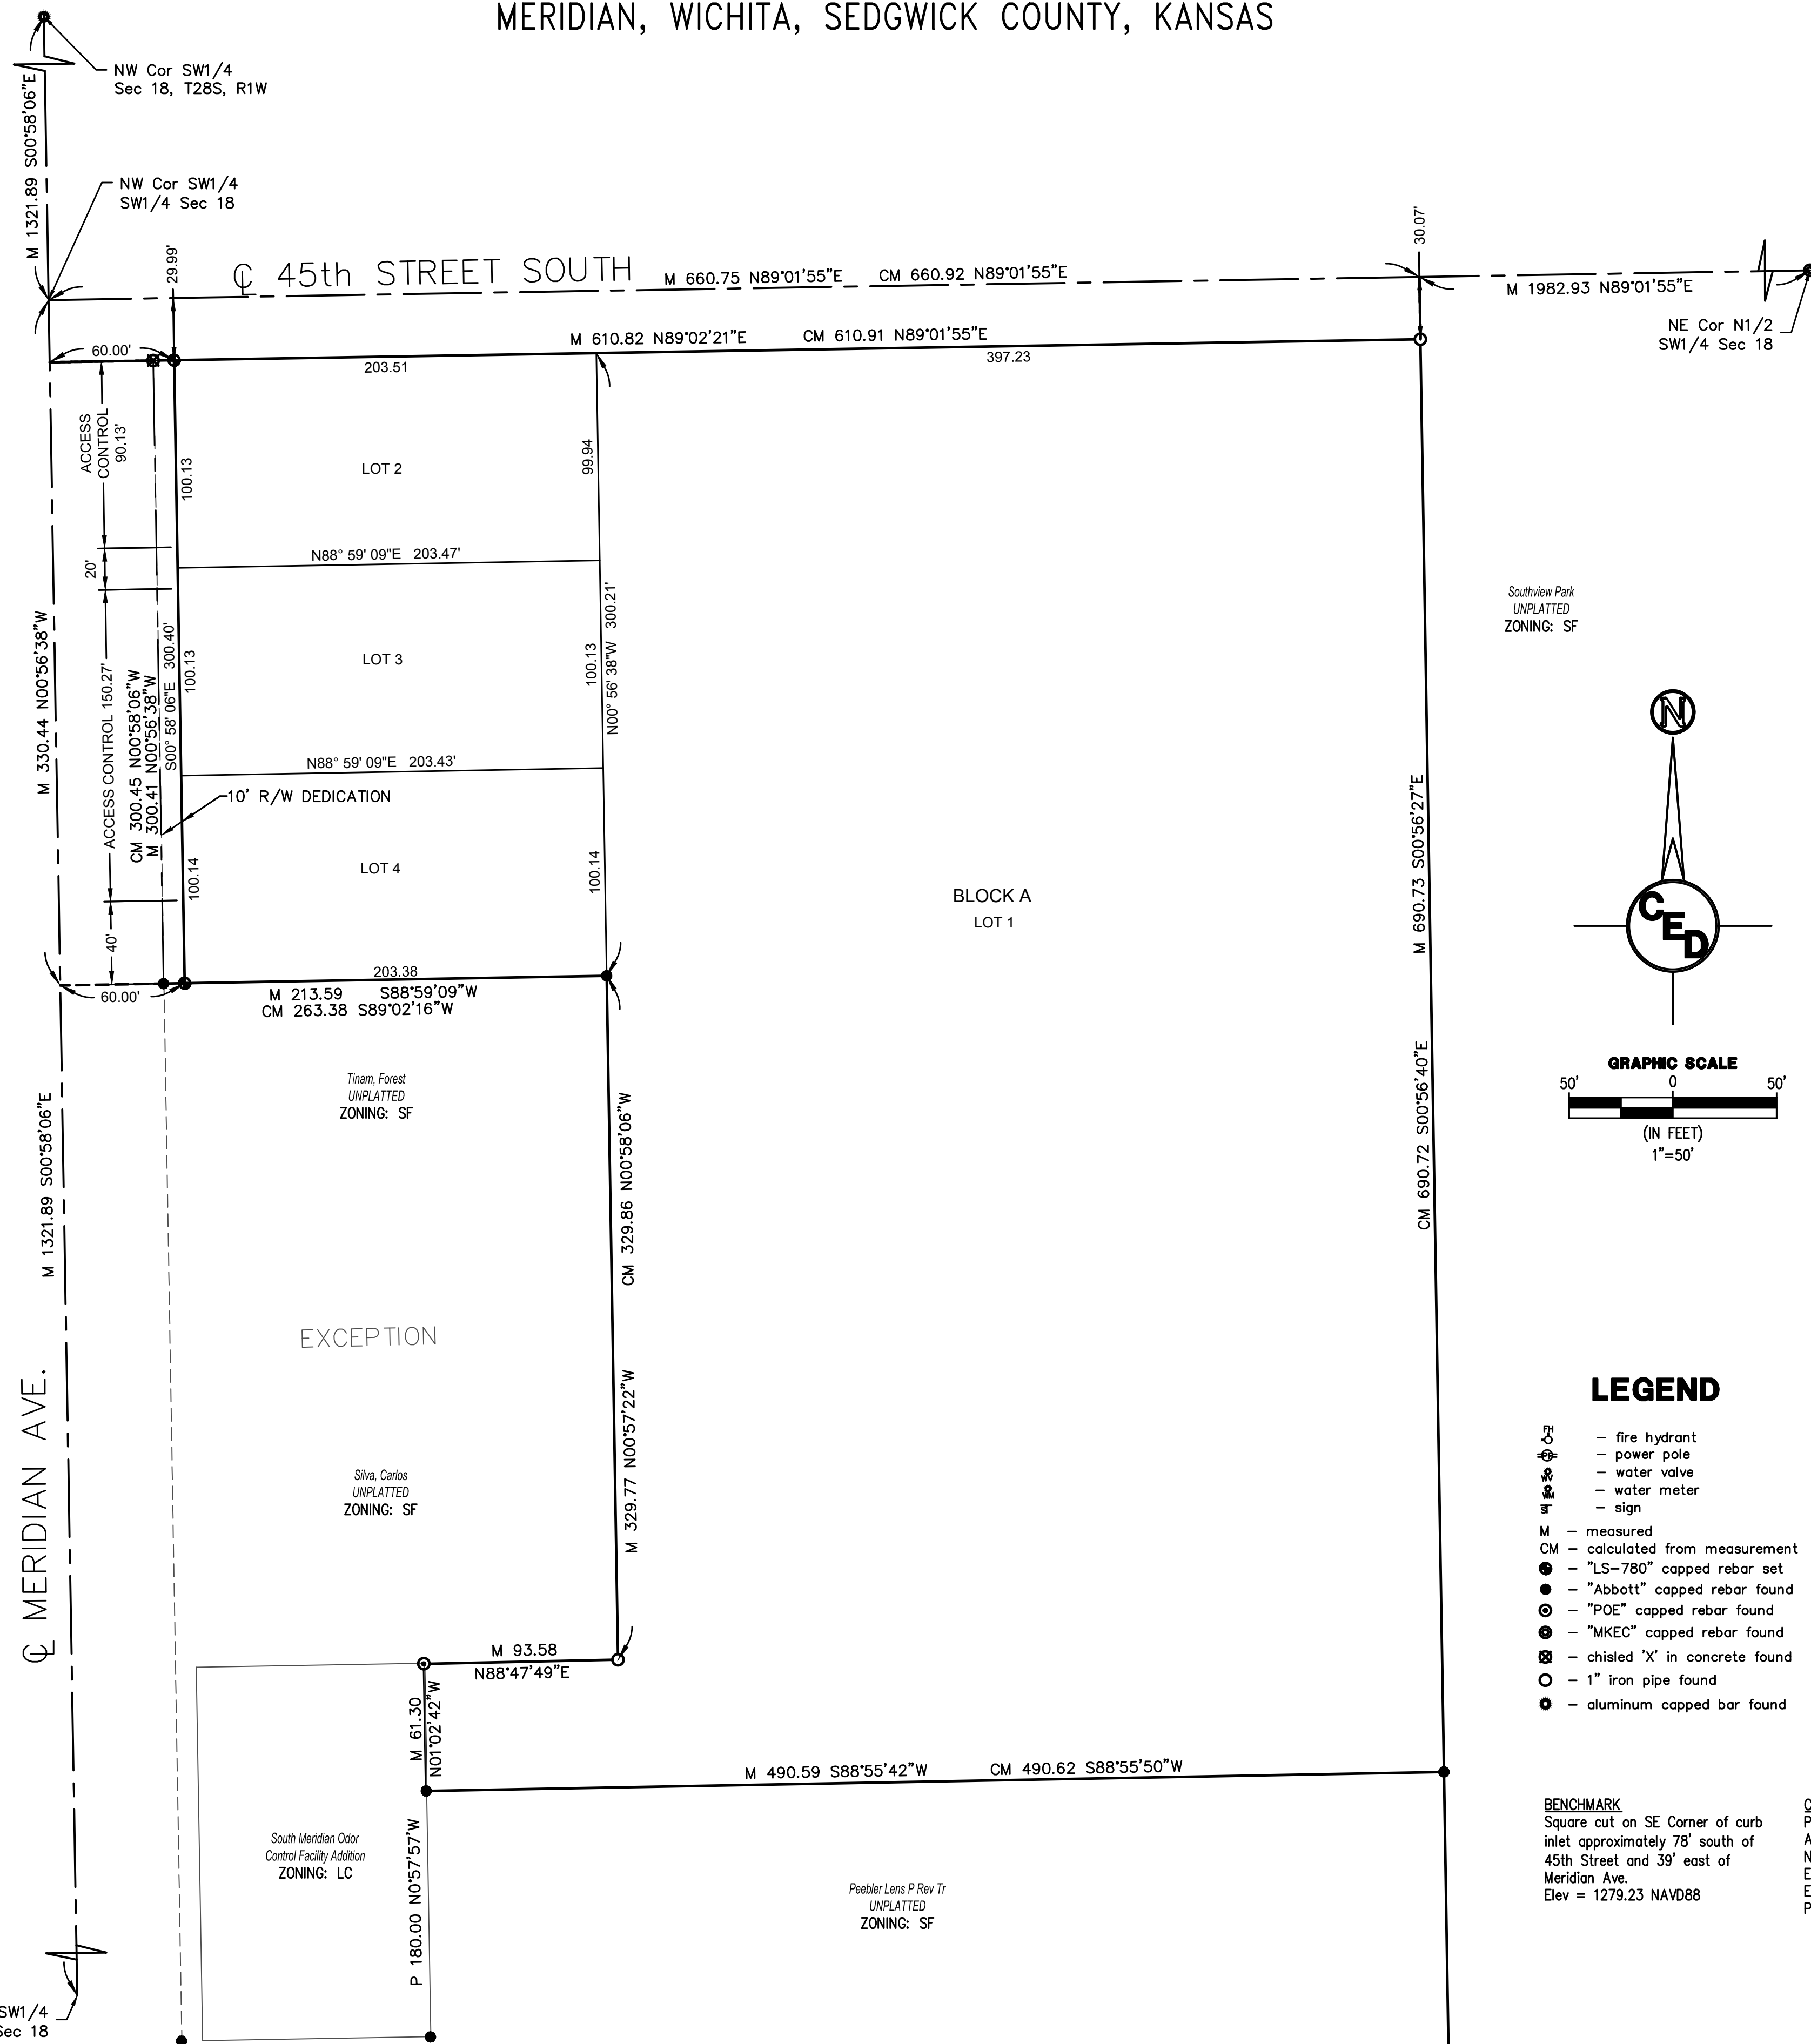 MERIDIAN, WICHITA, SEDGWICK COUNTY, KANSAS
NW Cor SW1/4
Sec 18, T28S, R1W
M 1321.89 S00°58'06"E
NW Cor SW1/4
SW1/4 Sec 18
29.99'
℄ 45th STREET SOUTH
M 660.75 N89°01'55"E
CM 660.92 N89°01'55"E
30.07'
M 1982.93 N89°01'55"E
NE Cor N1/2
SW1/4 Sec 18
60.00'
M 610.82 N89°02'21"E
CM 610.91 N89°01'55"E
203.51
397.23
ACCESS
CONTROL
90.13'
100.13
LOT 2
99.94
20'
N88° 59' 09"E 203.47'
M 330.44 N00°56'38"W
ACCESS CONTROL 150.27'
CM 300.45 N00°58'06"W
M 300.41 N00°56'38"W
S00° 58' 06"E 300.40'
100.13
LOT 3
100.13
N00° 56' 38"W 300.21'
N88° 59' 09"E 203.43'
10' R/W DEDICATION
100.14
LOT 4
100.14
40'
60.00'
203.38
M 213.59 S88°59'09"W
CM 263.38 S89°02'16"W
BLOCK A
LOT 1
M 690.73 S00°56'27"E
CM 690.72 S00°56'40"E
Southview Park
UNPLATTED
ZONING: SF
N
CED
GRAPHIC SCALE
50' 0 50'
(IN FEET)
1"=50'
Tinam, Forest
UNPLATTED
ZONING: SF
M 1321.89 S00°58'06"E
CM 329.86 N00°58'06"W
EXCEPTION
M 329.77 N00°57'22"W
℄ MERIDIAN AVE.
Silva, Carlos
UNPLATTED
ZONING: SF
M 93.58
N88°47'49"E
M 61.30
N01°02'42"W
M 490.59 S88°55'42"W
CM 490.62 S88°55'50"W
South Meridian Odor
Control Facility Addition
ZONING: LC
P 180.00 N0°57'57'W
Peebler Lens P Rev Tr
UNPLATTED
ZONING: SF
SW1/4
Sec 18
LEGEND
FH – fire hydrant
PP – power pole
WV – water valve
WM – water meter
– sign
M – measured
CM – calculated from measurement
– "LS-780" capped rebar set
– "Abbott" capped rebar found
– "POE" capped rebar found
– "MKEC" capped rebar found
– chisled 'X' in concrete found
– 1" iron pipe found
– aluminum capped bar found
BENCHMARK
Square cut on SE Corner of curb
inlet approximately 78' south of
45th Street and 39' east of
Meridian Ave.
Elev = 1279.23 NAVD88